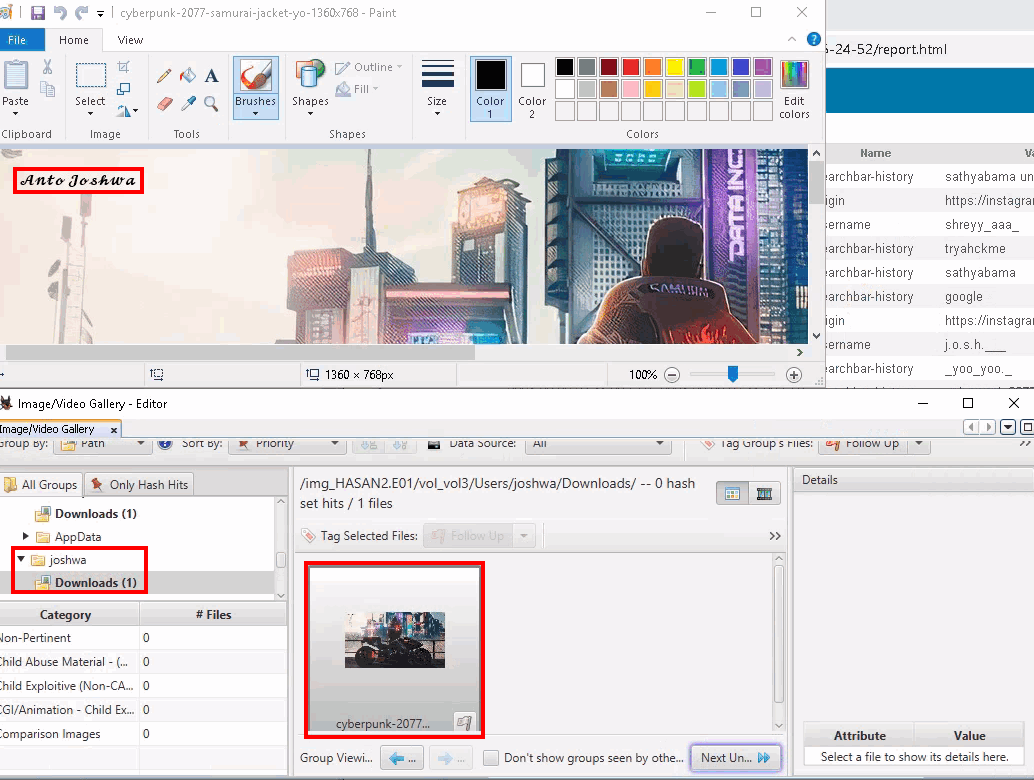 cyberpunk-2077-samurai-jacket-yo-1360x768 - Paint
File Home View
Paste
Select
Brushes
Shapes
Outline
Fill
Size
Color 1
Color 2
Edit colors
Clipboard
Image
Tools
Shapes
Colors
Anto Joshwa
DATA INC.
SAMURAI
1360 × 768px
100%
-24-52/report.html
Name
earchbar-history sathyabama un
igin https://instagra
sername shreyy_aaa_
earchbar-history tryahckme
earchbar-history sathyabama
earchbar-history google
igin https://instagra
sername j.o.s.h.___
earchbar-history _yoo_yoo._
Image/Video Gallery - Editor
Image/Video Gallery
Group By: Path Sort By: Priority Data Source: All Tag Group's Files: Follow Up
All Groups Only Hash Hits
Downloads (1)
AppData
joshwa
Downloads (1)
Category # Files
Non-Pertinent 0
Child Abuse Material - (... 0
Child Exploitive (Non-CA... 0
CGI/Animation - Child Ex... 0
Comparison Images 0
/img_HASAN2.E01/vol_vol3/Users/joshwa/Downloads/ -- 0 hash
set hits / 1 files
Tag Selected Files: Follow Up
cyberpunk-2077...
Group Viewi... ... ... Don't show groups seen by othe... Next Un...
Details
Attribute Value
Select a file to show its details here.